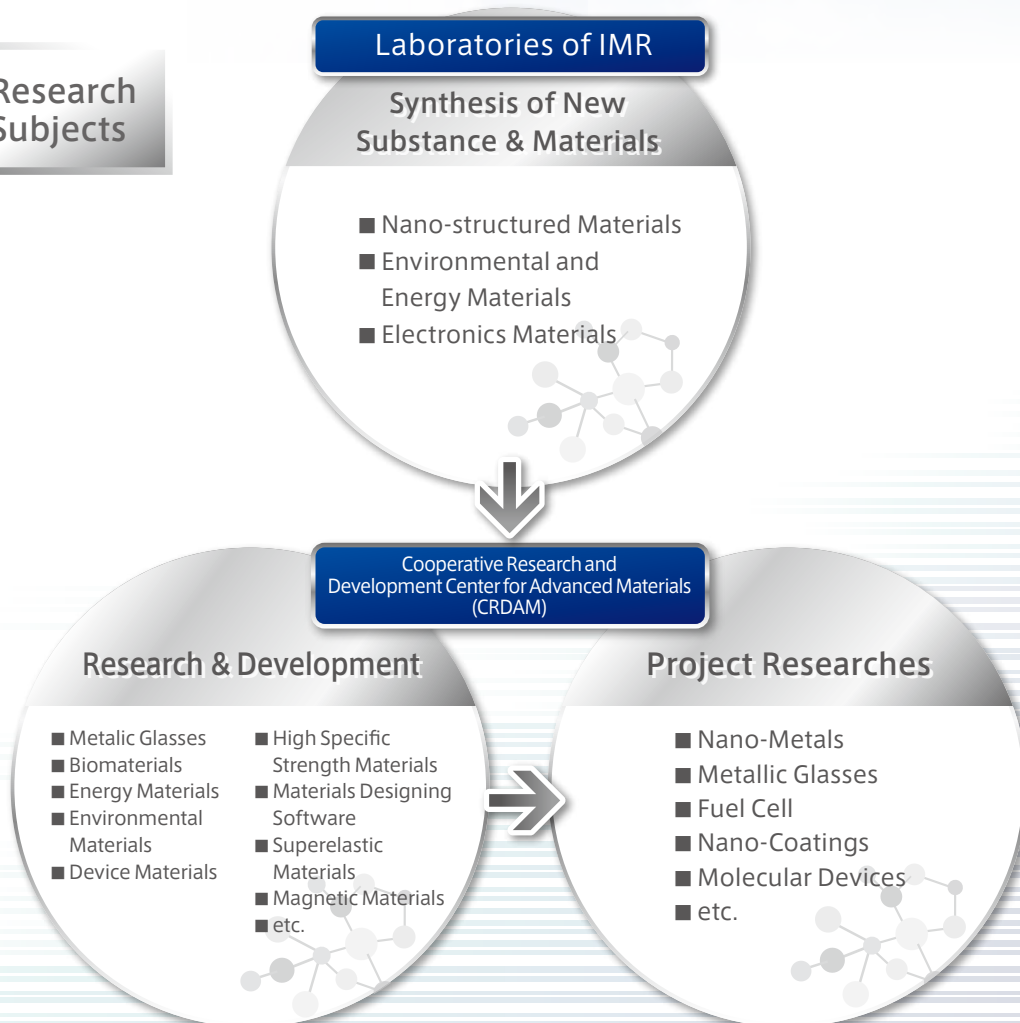 Research
Subjects
Laboratories of IMR
Synthesis of New
Substance & Materials
■ Nano-structured Materials
■ Environmental and
Energy Materials
■ Electronics Materials
Cooperative Research and
Development Center for Advanced Materials
(CRDAM)
Research & Development
■ Metalic Glasses
■ Biomaterials
■ Energy Materials
■ Environmental
Materials
■ Device Materials
■ High Specific
Strength Materials
■ Materials Designing
Software
■ Superelastic
Materials
■ Magnetic Materials
■ etc.
Project Researches
■ Nano-Metals
■ Metallic Glasses
■ Fuel Cell
■ Nano-Coatings
■ Molecular Devices
■ etc.